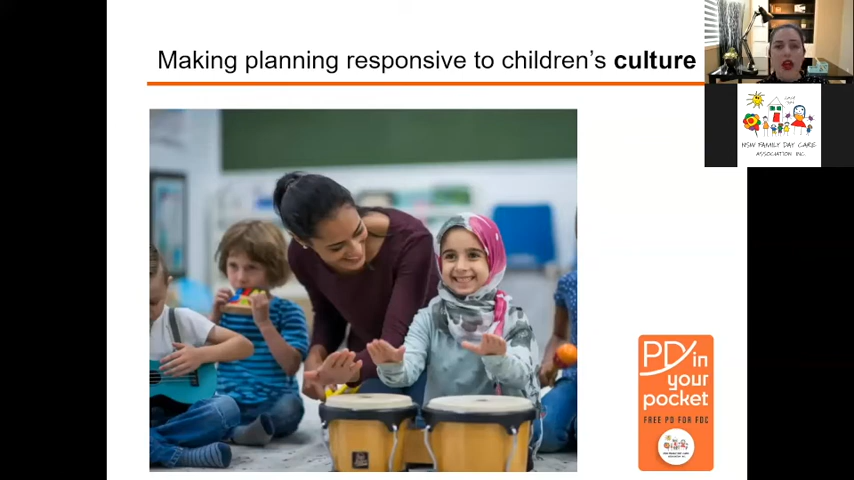 Making planning responsive to children's culture
NSW FAMILY DAY CARE
ASSOCIATION INC.
PD in
your
pocket
FREE PD FOR FDC